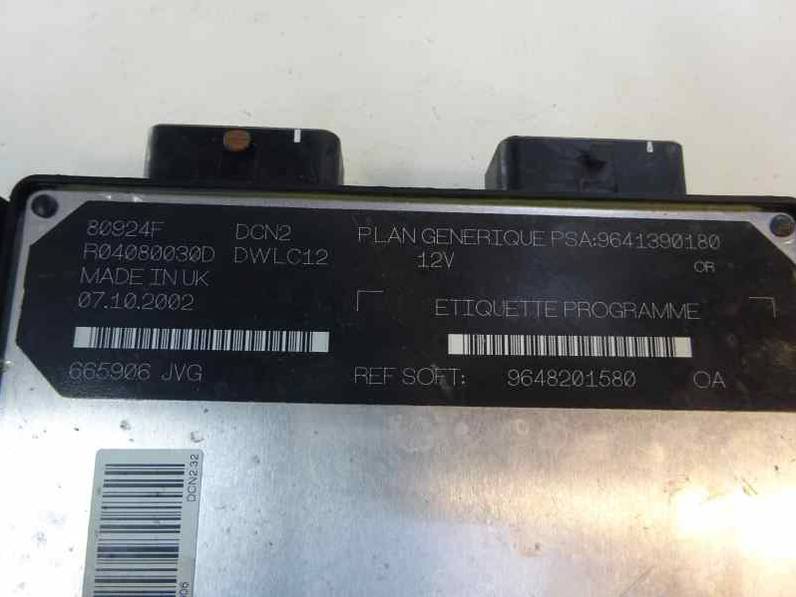 80924F DCN2 PLAN GENERIQUE PSA:9641390180
R04080030D DWLC12 12V OR
MADE IN UK
07.10.2002 ETIQUETTE PROGRAMME
665906 JVG REF SOFT: 9648201580 OA
DCN2.32